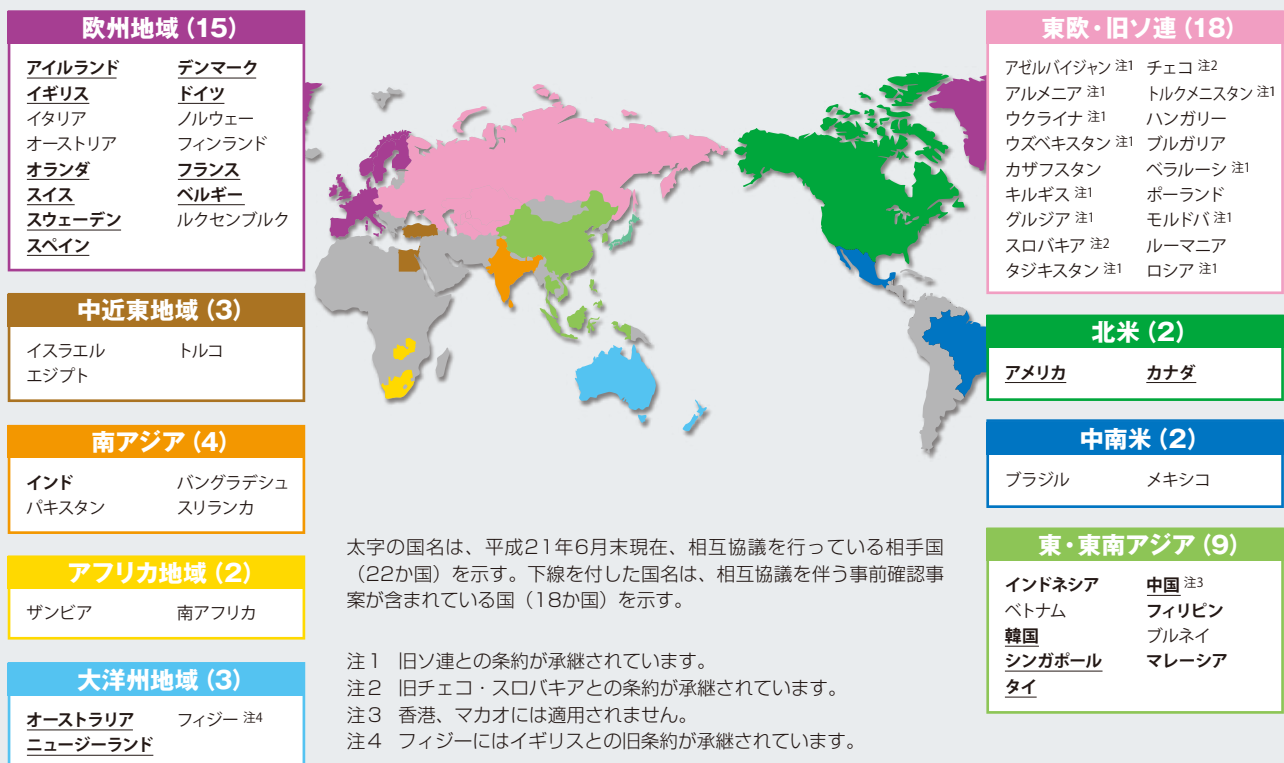 欧州地域（15）
アイルランド　デンマーク
イギリス　ドイツ
イタリア　ノルウェー
オーストリア　フィンランド
オランダ　フランス
スイス　ベルギー
スウェーデン　ルクセンブルク
スペイン
中近東地域（3）
イスラエル　トルコ
エジプト
南アジア（4）
インド　バングラデシュ
パキスタン　スリランカ
アフリカ地域（2）
ザンビア　南アフリカ
大洋州地域（3）
オーストラリア　フィジー 注4
ニュージーランド
太字の国名は、平成21年6月末現在、相互協議を行っている相手国
（22か国）を示す。下線を付した国名は、相互協議を伴う事前確認事
案が含まれている国（18か国）を示す。
注1　旧ソ連との条約が承継されています。
注2　旧チェコ・スロバキアとの条約が承継されています。
注3　香港、マカオには適用されません。
注4　フィジーにはイギリスとの旧条約が承継されています。
東欧・旧ソ連（18）
アゼルバイジャン 注1　チェコ 注2
アルメニア 注1　トルクメニスタン 注1
ウクライナ 注1　ハンガリー
ウズベキスタン 注1　ブルガリア
カザフスタン　ベラルーシ 注1
キルギス 注1　ポーランド
グルジア 注1　モルドバ 注1
スロバキア 注2　ルーマニア
タジキスタン 注1　ロシア 注1
北米（2）
アメリカ　カナダ
中南米（2）
ブラジル　メキシコ
東・東南アジア（9）
インドネシア　中国 注3
ベトナム　フィリピン
韓国　ブルネイ
シンガポール　マレーシア
タイ